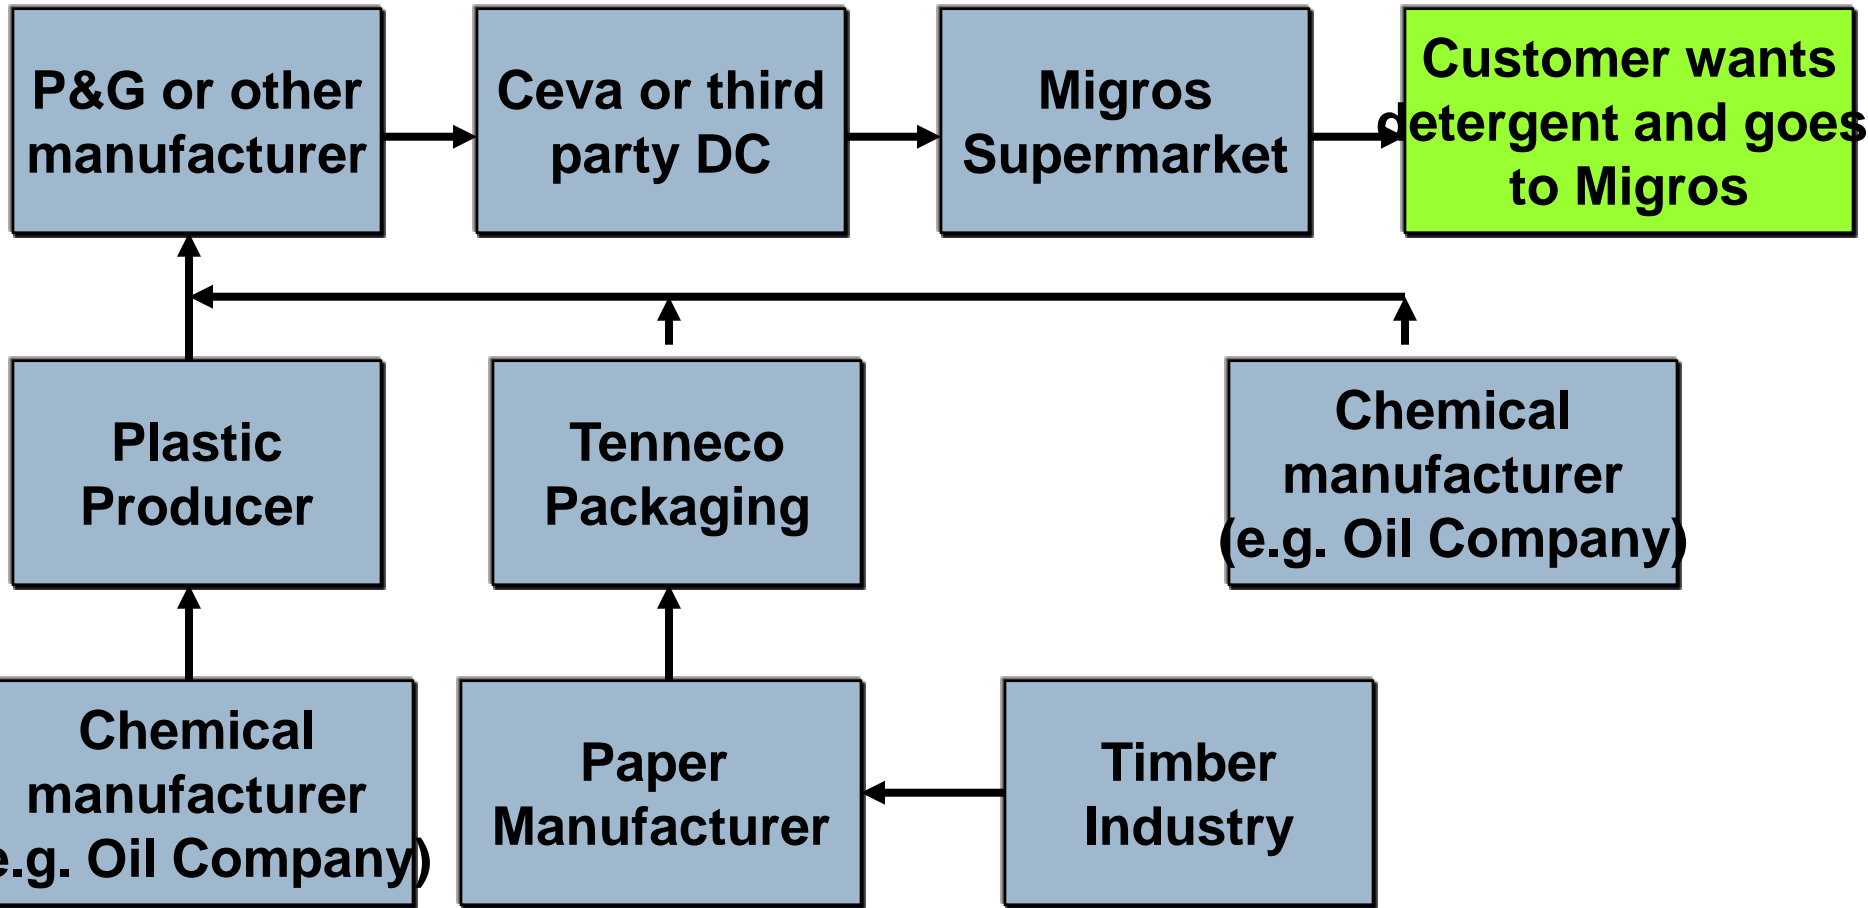 P&G or other
manufacturer
Ceva or third
party DC
Migros
Supermarket
Customer wants
detergent and goes
to Migros
Plastic
Producer
Tenneco
Packaging
Chemical
manufacturer
(e.g. Oil Company)
Chemical
manufacturer
e.g. Oil Company)
Paper
Manufacturer
Timber
Industry